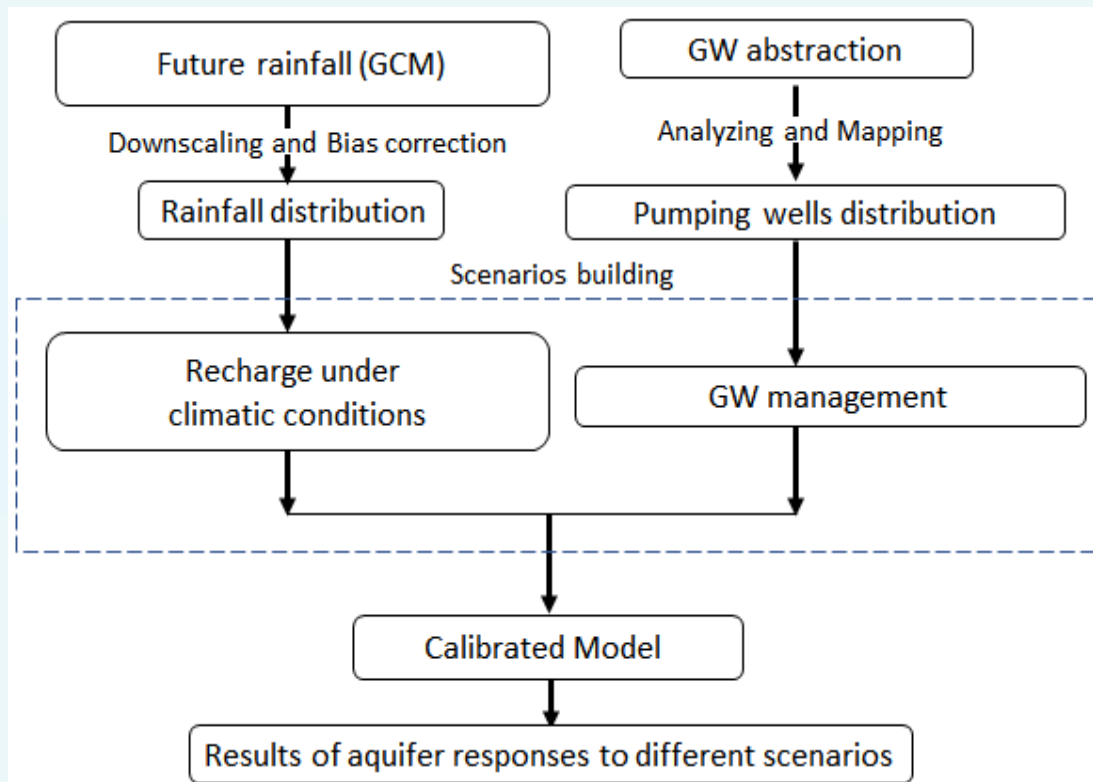 Future rainfall (GCM)
GW abstraction
Downscaling and Bias correction
Analyzing and Mapping
Rainfall distribution
Pumping wells distribution
Scenarios building
Recharge under
climatic conditions
GW management
Calibrated Model
Results of aquifer responses to different scenarios